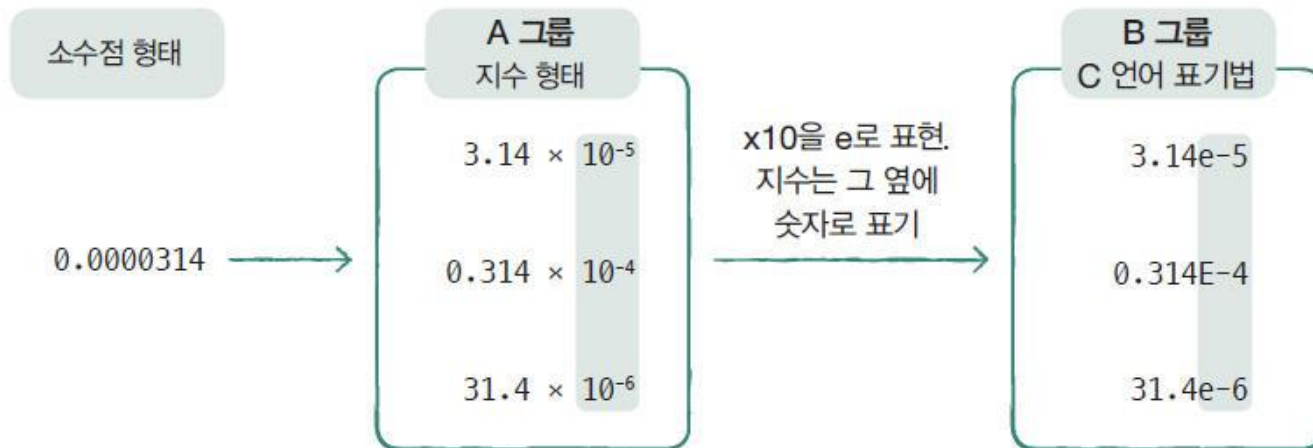 소수점 형태
0.0000314
A 그룹
지수 형태
3.14 × 10⁻⁵
0.314 × 10⁻⁴
31.4 × 10⁻⁶
x10을 e로 표현.
지수는 그 옆에
숫자로 표기
B 그룹
C 언어 표기법
3.14e-5
0.314E-4
31.4e-6